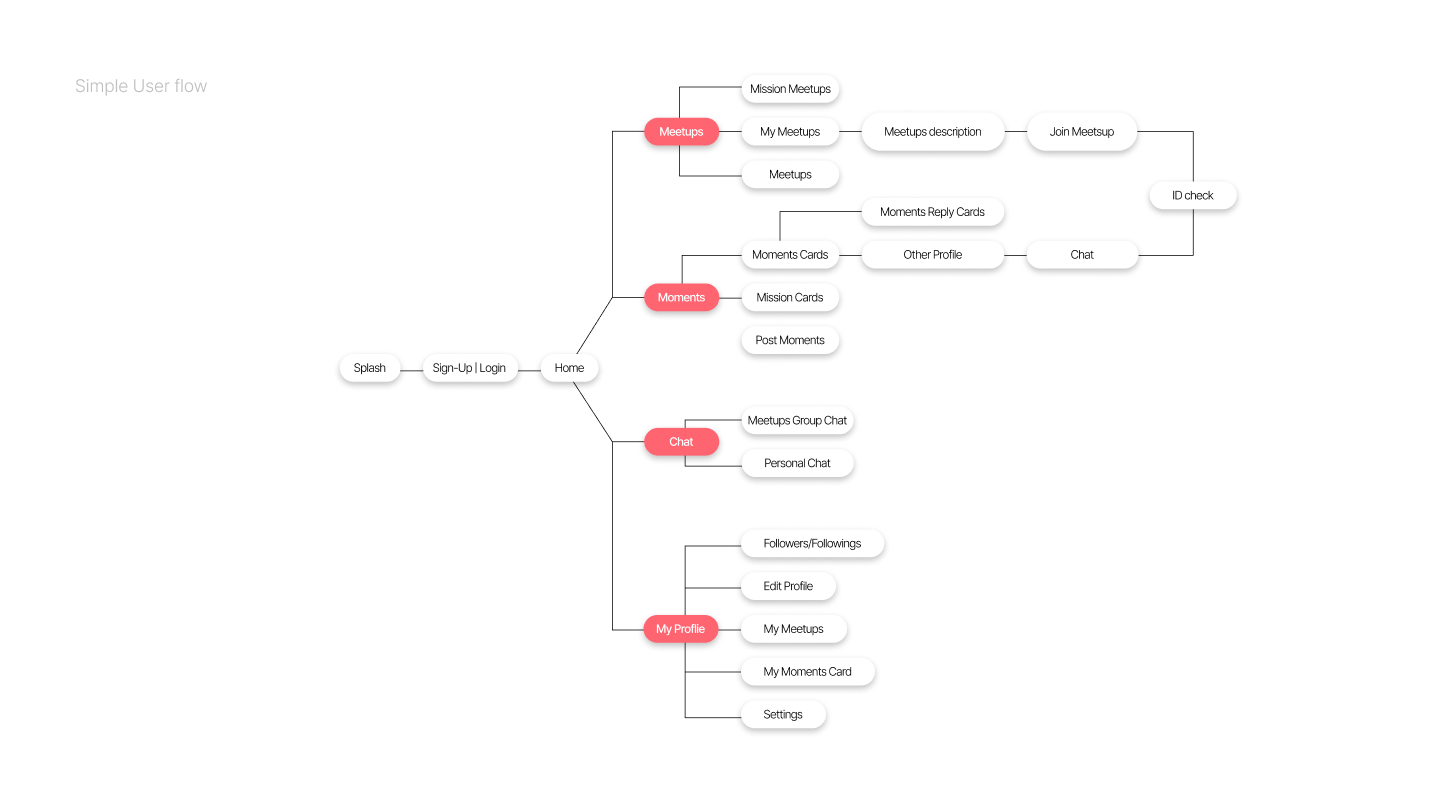 Simple User flow
Mission Meetups
Meetups
My Meetups
Meetups description
Join Meetsup
Meetups
ID check
Moments Reply Cards
Moments Cards
Other Profile
Chat
Moments
Mission Cards
Post Moments
Splash
Sign-Up | Login
Home
Meetups Group Chat
Chat
Personal Chat
Followers/Followings
Edit Profile
My Proflie
My Meetups
My Moments Card
Settings